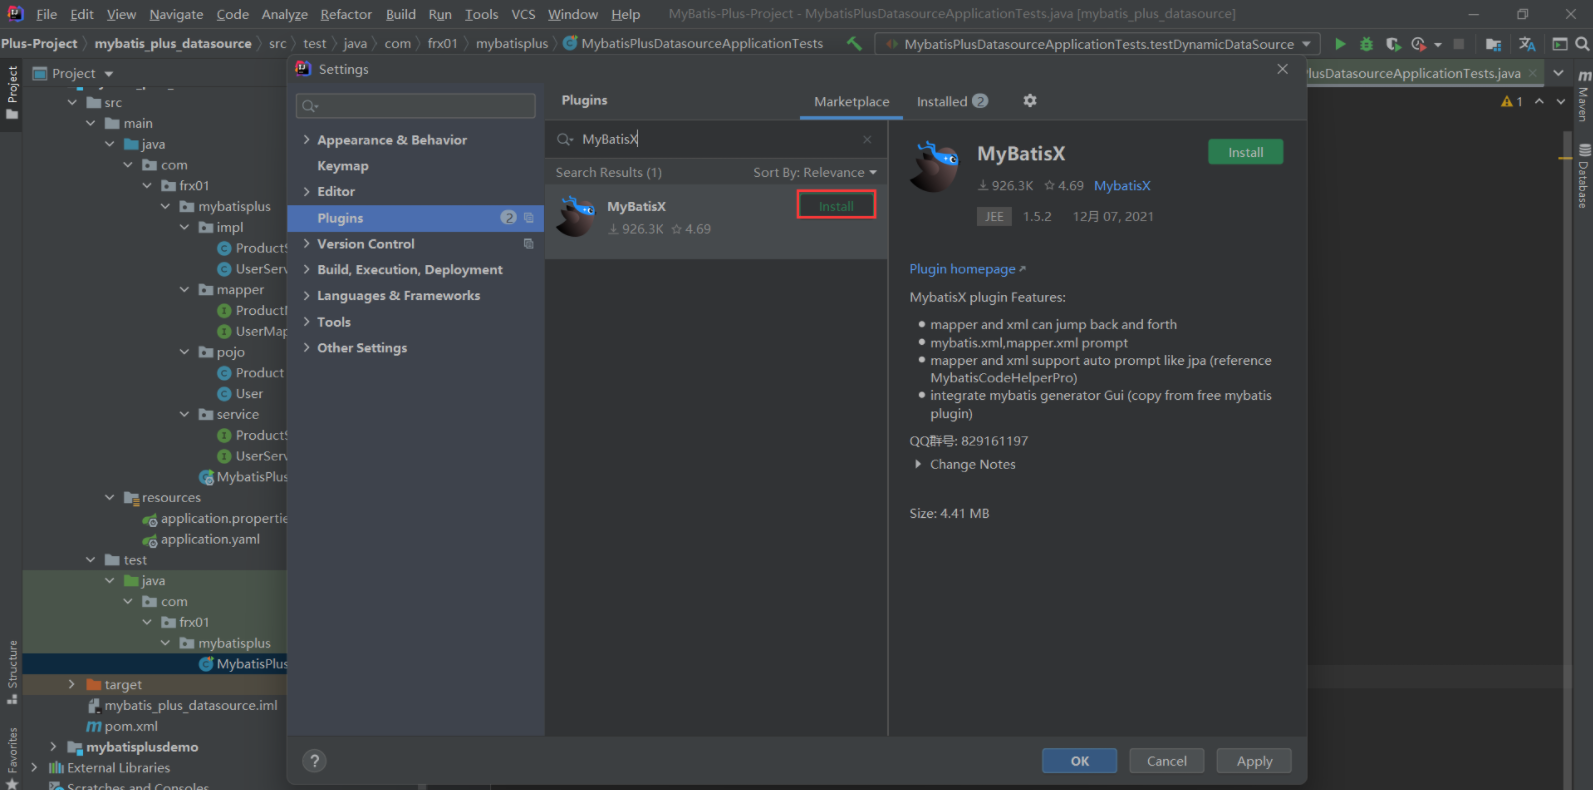 File Edit View Navigate Code Analyze Refactor Build Run Tools VCS Window Help MyBatis-Plus-Project - MybatisPlusDatasourceApplicationTests.java [mybatis_plus_datasource]
Plus-Project mybatis_plus_datasource src test java com frx01 mybatisplus MybatisPlusDatasourceApplicationTests MybatisPlusDatasourceApplicationTests.testDynamicDataSource
Project
Project
src
main
java
com
frx01
mybatisplus
impl
ProductS
UserServ
mapper
Product
UserMap
pojo
Product
User
service
ProductS
UserServ
MybatisPlus
resources
application.propertie
application.yaml
test
java
com
frx01
mybatisplus
MybatisPlus
target
mybatis_plus_datasource.iml
pom.xml
mybatisplusdemo
External Libraries
Scratches and Consoles
Structure
Favorites
Settings
Appearance & Behavior
Keymap
Editor
Plugins 2
Version Control
Build, Execution, Deployment
Languages & Frameworks
Tools
Other Settings
Plugins Marketplace Installed 2
MyBatisX
Search Results (1) Sort By: Relevance
MyBatisX Install
926.3K 4.69
MyBatisX Install
926.3K 4.69 MybatisX
JEE 1.5.2 12月 07, 2021
Plugin homepage
MybatisX plugin Features:
mapper and xml can jump back and forth
mybatis.xml,mapper.xml prompt
mapper and xml support auto prompt like jpa (reference
MybatisCodeHelperPro)
integrate mybatis generator Gui (copy from free mybatis
plugin)
QQ群号: 829161197
Change Notes
Size: 4.41 MB
? OK Cancel Apply
lusDatasourceApplicationTests.java
1
Maven
Database